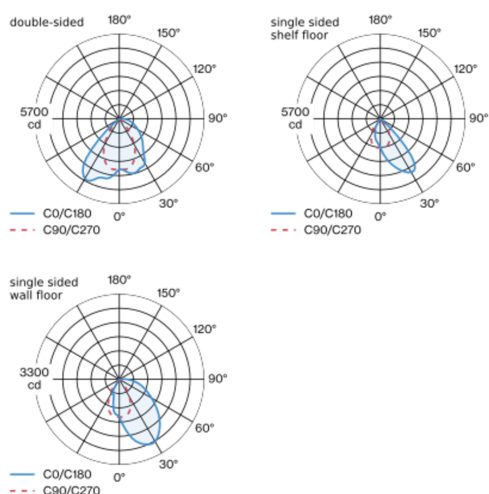 double-sided
180°
150°
120°
90°
60°
30°
0°
5700
cd
C0/C180
C90/C270
single sided
shelf floor
180°
150°
120°
90°
60°
30°
0°
5700
cd
C0/C180
C90/C270
single sided
wall floor
180°
150°
120°
90°
60°
30°
0°
3300
cd
C0/C180
C90/C270